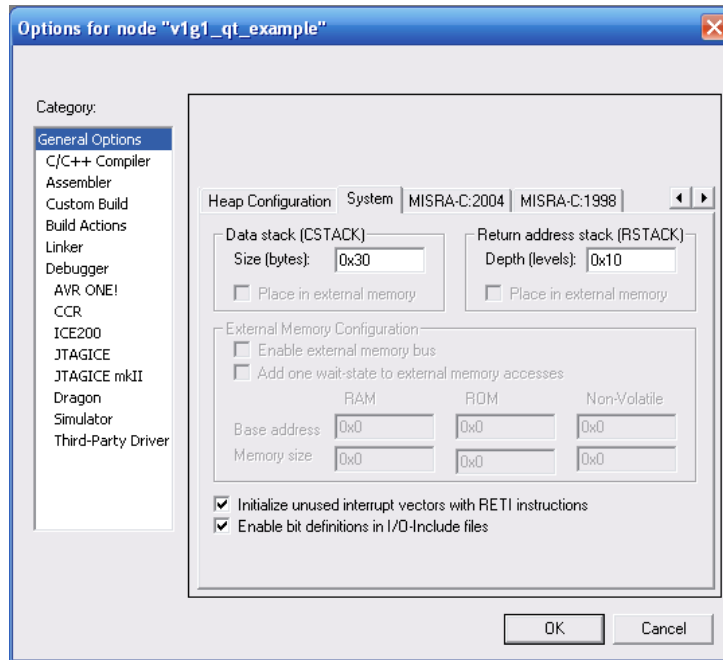 Options for node "v1g1_qt_example"
Category:
General Options
C/C++ Compiler
Assembler
Custom Build
Build Actions
Linker
Debugger
AVR ONE!
CCR
ICE200
JTAGICE
JTAGICE mkII
Dragon
Simulator
Third-Party Driver
Heap Configuration System MISRA-C:2004 MISRA-C:1998
Data stack (CSTACK)
Size (bytes): 0x30
Place in external memory
Return address stack (RSTACK)
Depth (levels): 0x10
Place in external memory
External Memory Configuration
Enable external memory bus
Add one wait-state to external memory accesses
RAM ROM Non-Volatile
Base address 0x0 0x0 0x0
Memory size 0x0 0x0 0x0
Initialize unused interrupt vectors with RETI instructions
Enable bit definitions in I/O-Include files
OK Cancel